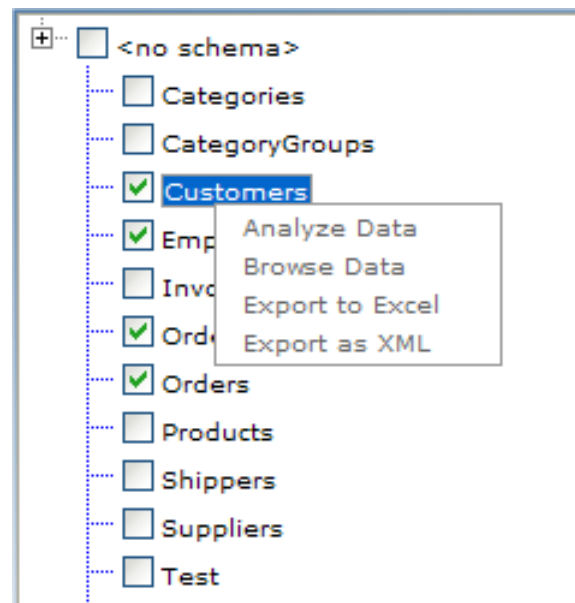 <no schema>
Categories
CategoryGroups
Customers
Analyze Data
Browse Data
Export to Excel
Export as XML
Orders
Products
Shippers
Suppliers
Test